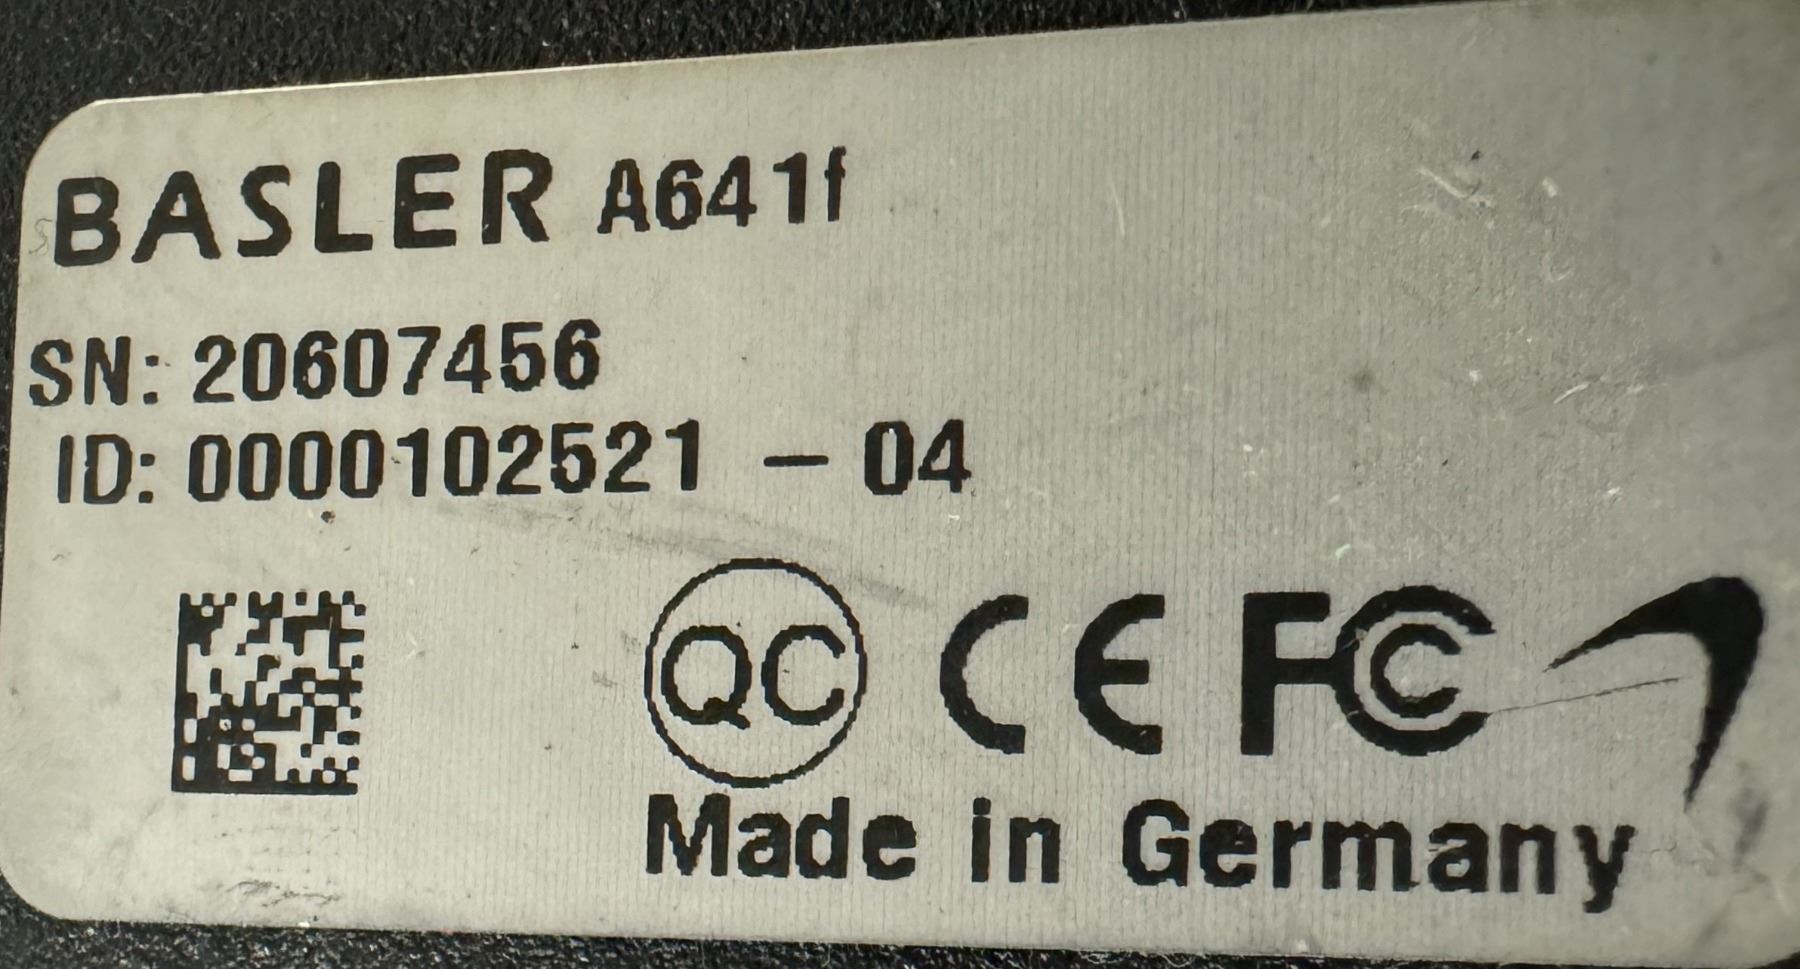 BASLER A641f
SN: 20607456
ID: 0000102521 - 04
QC CE FC
Made in Germany